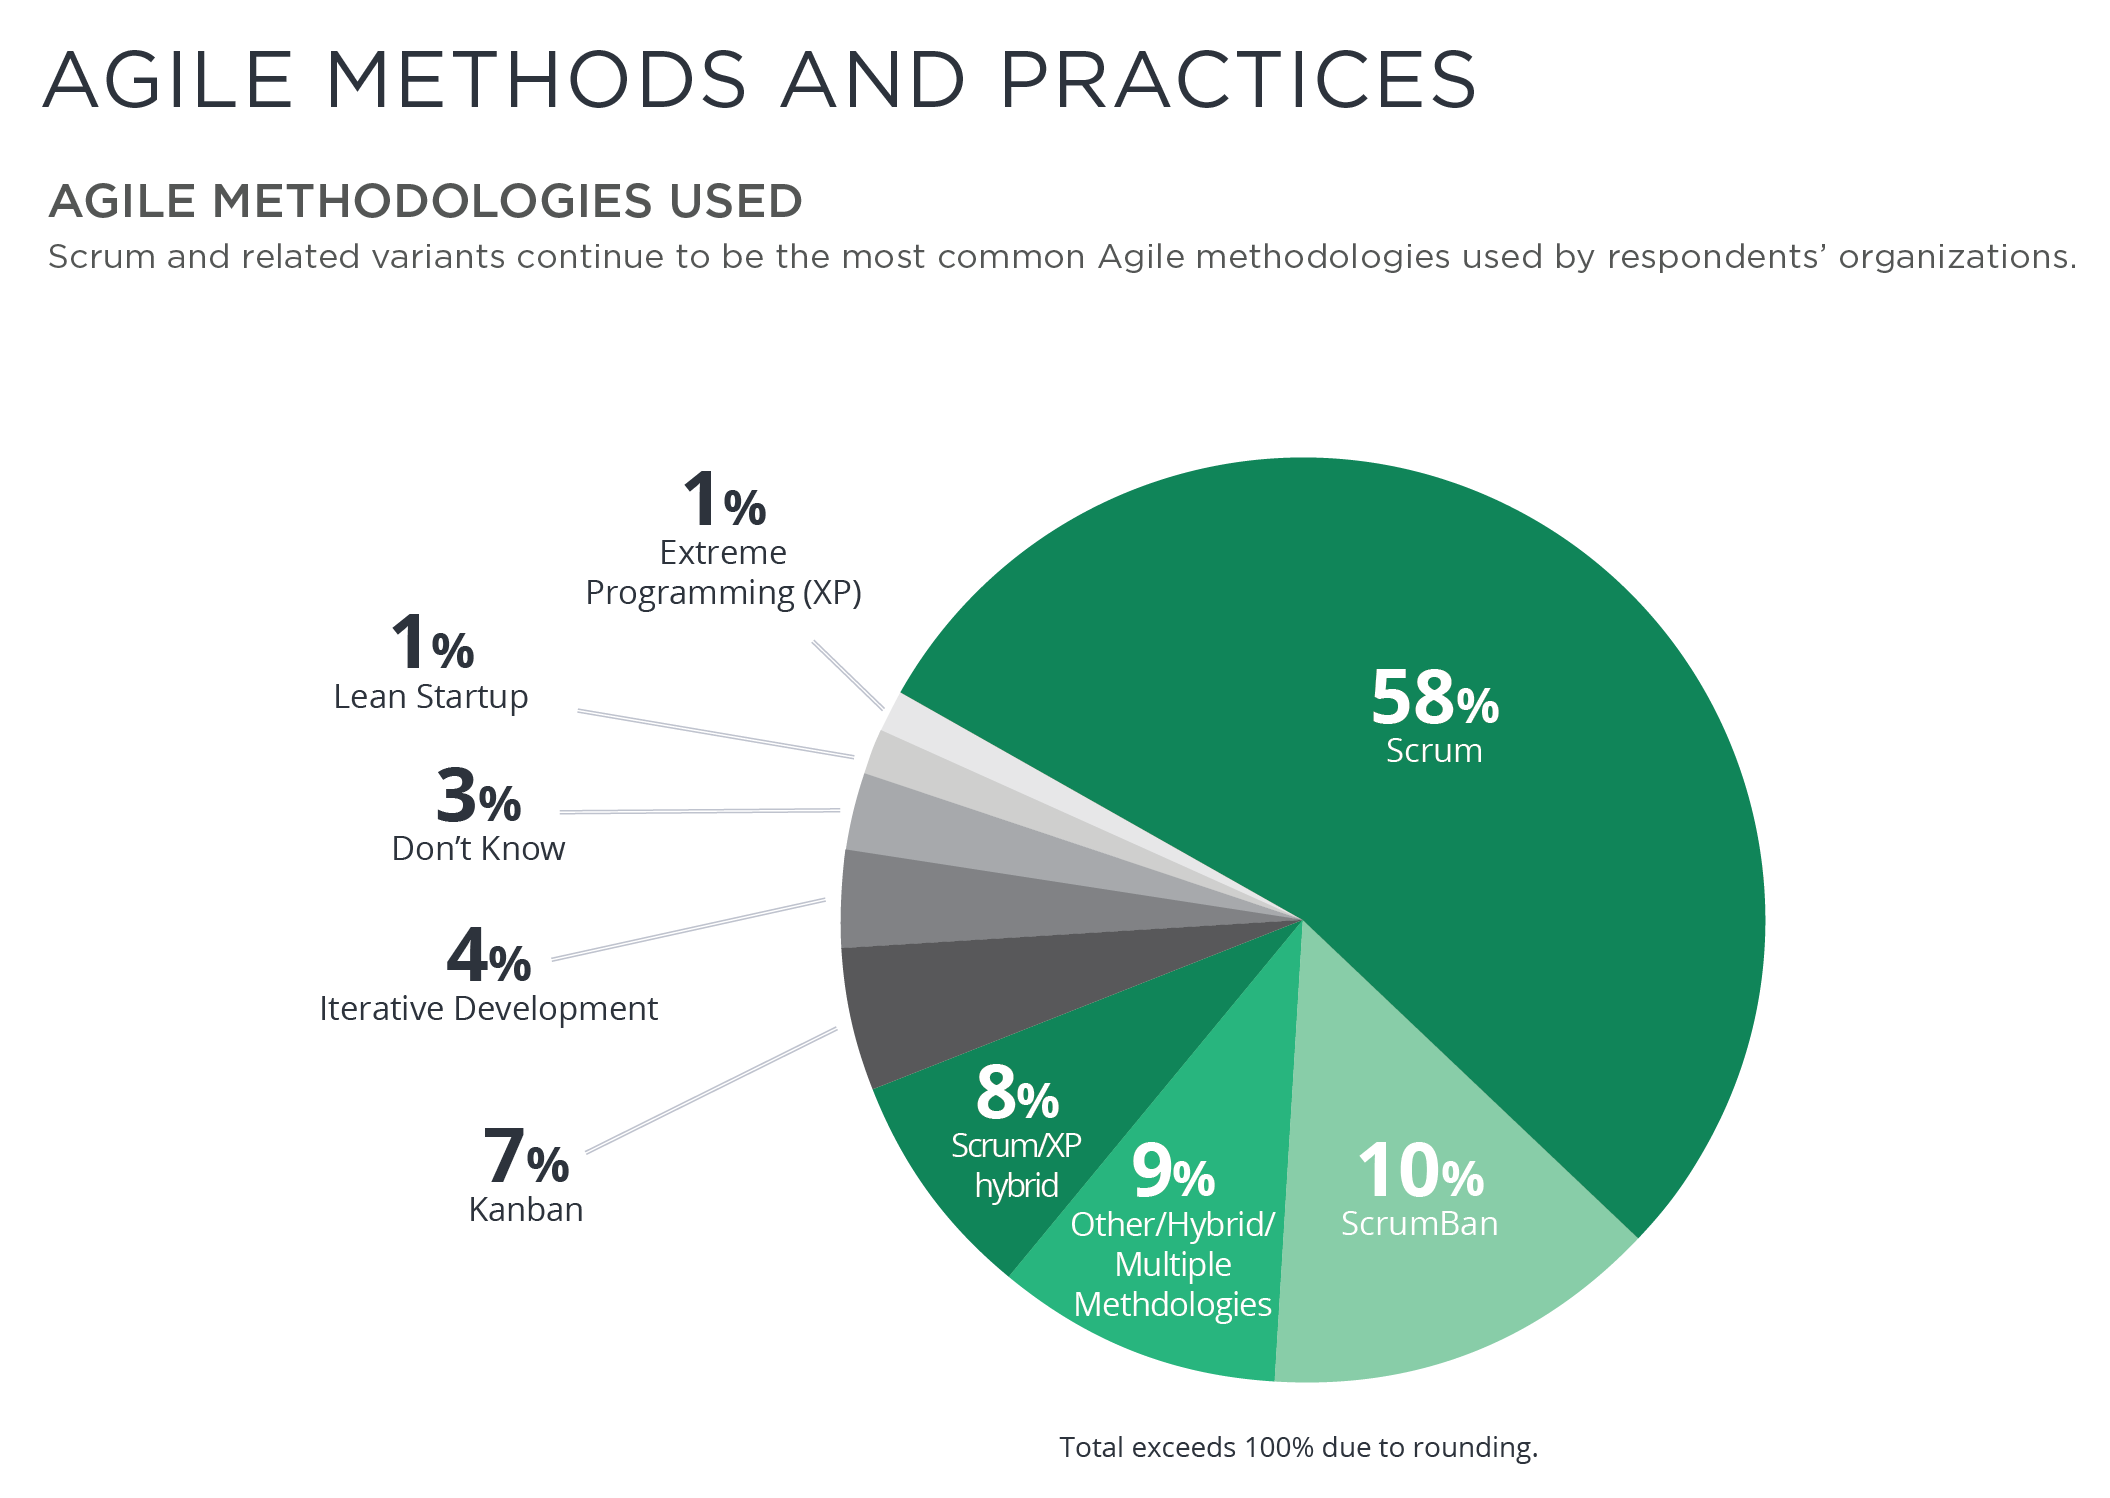 AGILE METHODS AND PRACTICES
AGILE METHODOLOGIES USED
Scrum and related variants continue to be the most common Agile methodologies used by respondents’ organizations.
1%
Extreme
Programming (XP)
1%
Lean Startup
3%
Don’t Know
4%
Iterative Development
7%
Kanban
58%
Scrum
8%
Scrum/XP
hybrid
9%
Other/Hybrid/
Multiple
Methdologies
10%
ScrumBan
Total exceeds 100% due to rounding.